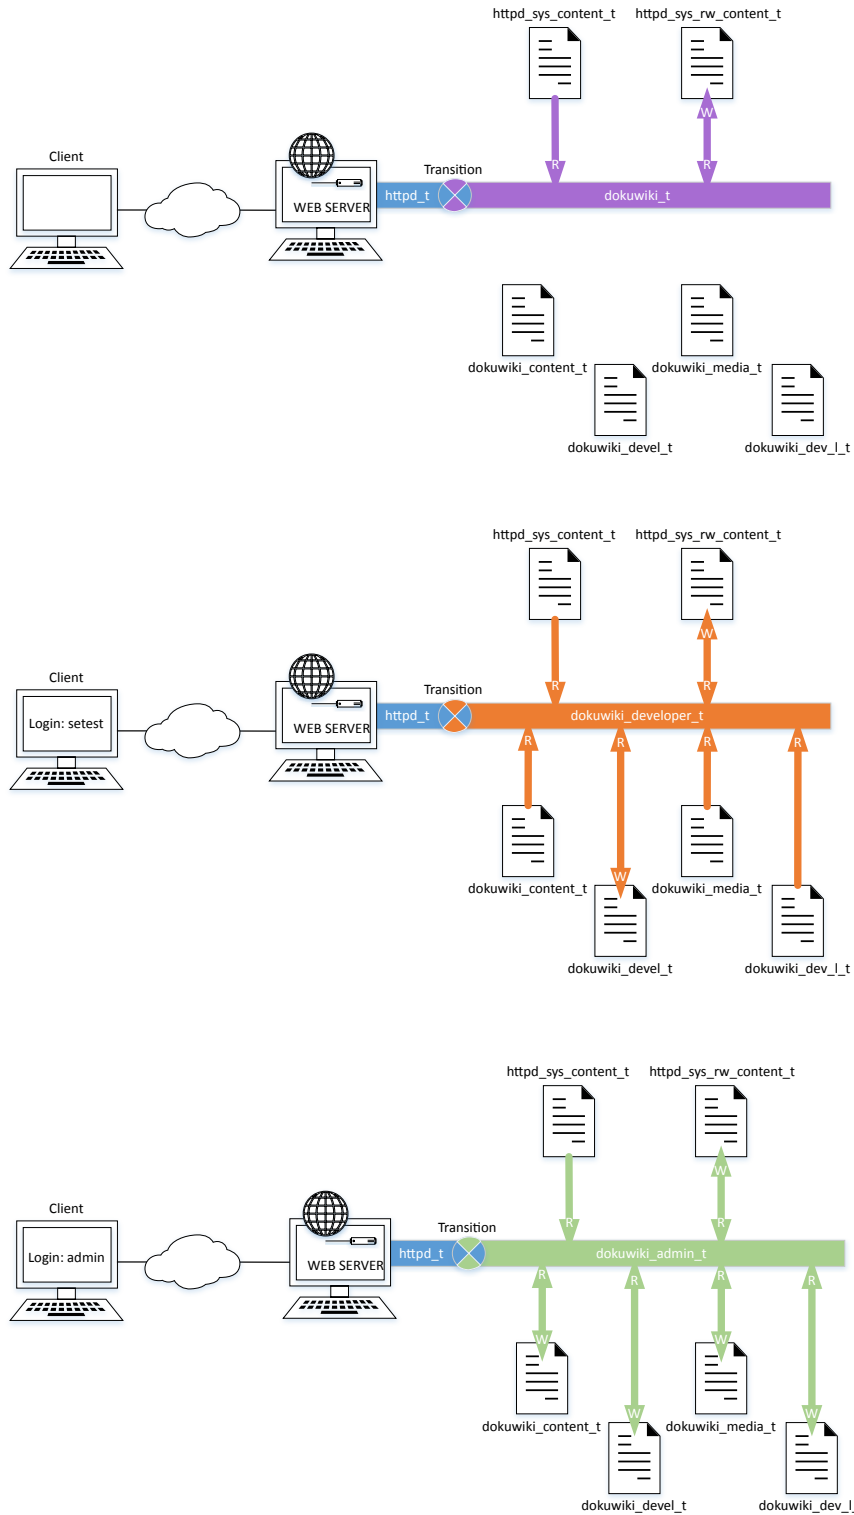 httpd_sys_content_t
httpd_sys_rw_content_t
Client
WEB SERVER
Transition
httpd_t
dokuwiki_t
R
W
R
dokuwiki_content_t
dokuwiki_media_t
dokuwiki_devel_t
dokuwiki_dev_l_t
httpd_sys_content_t
httpd_sys_rw_content_t
Client
Login: setest
WEB SERVER
Transition
httpd_t
dokuwiki_developer_t
R
W
R
R
R
W
R
R
dokuwiki_content_t
dokuwiki_media_t
dokuwiki_devel_t
dokuwiki_dev_l_t
httpd_sys_content_t
httpd_sys_rw_content_t
Client
Login: admin
WEB SERVER
Transition
httpd_t
dokuwiki_admin_t
R
W
R
R
W
R
W
R
W
R
W
dokuwiki_content_t
dokuwiki_media_t
dokuwiki_devel_t
dokuwiki_dev_l_